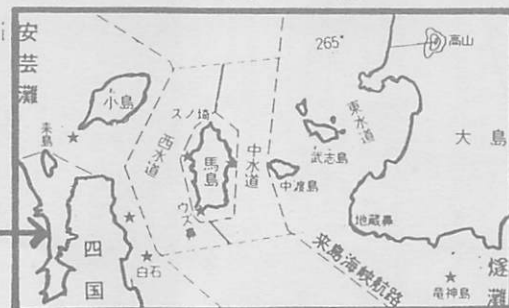 安芸灘
265°
高山
小島
スノ埼
東水道
大島
来島
西水道
馬島
中水道
武志島
中渡島
ウズ鼻
地蔵鼻
四国
白石
来島海峡航路
燧灘
竜神島